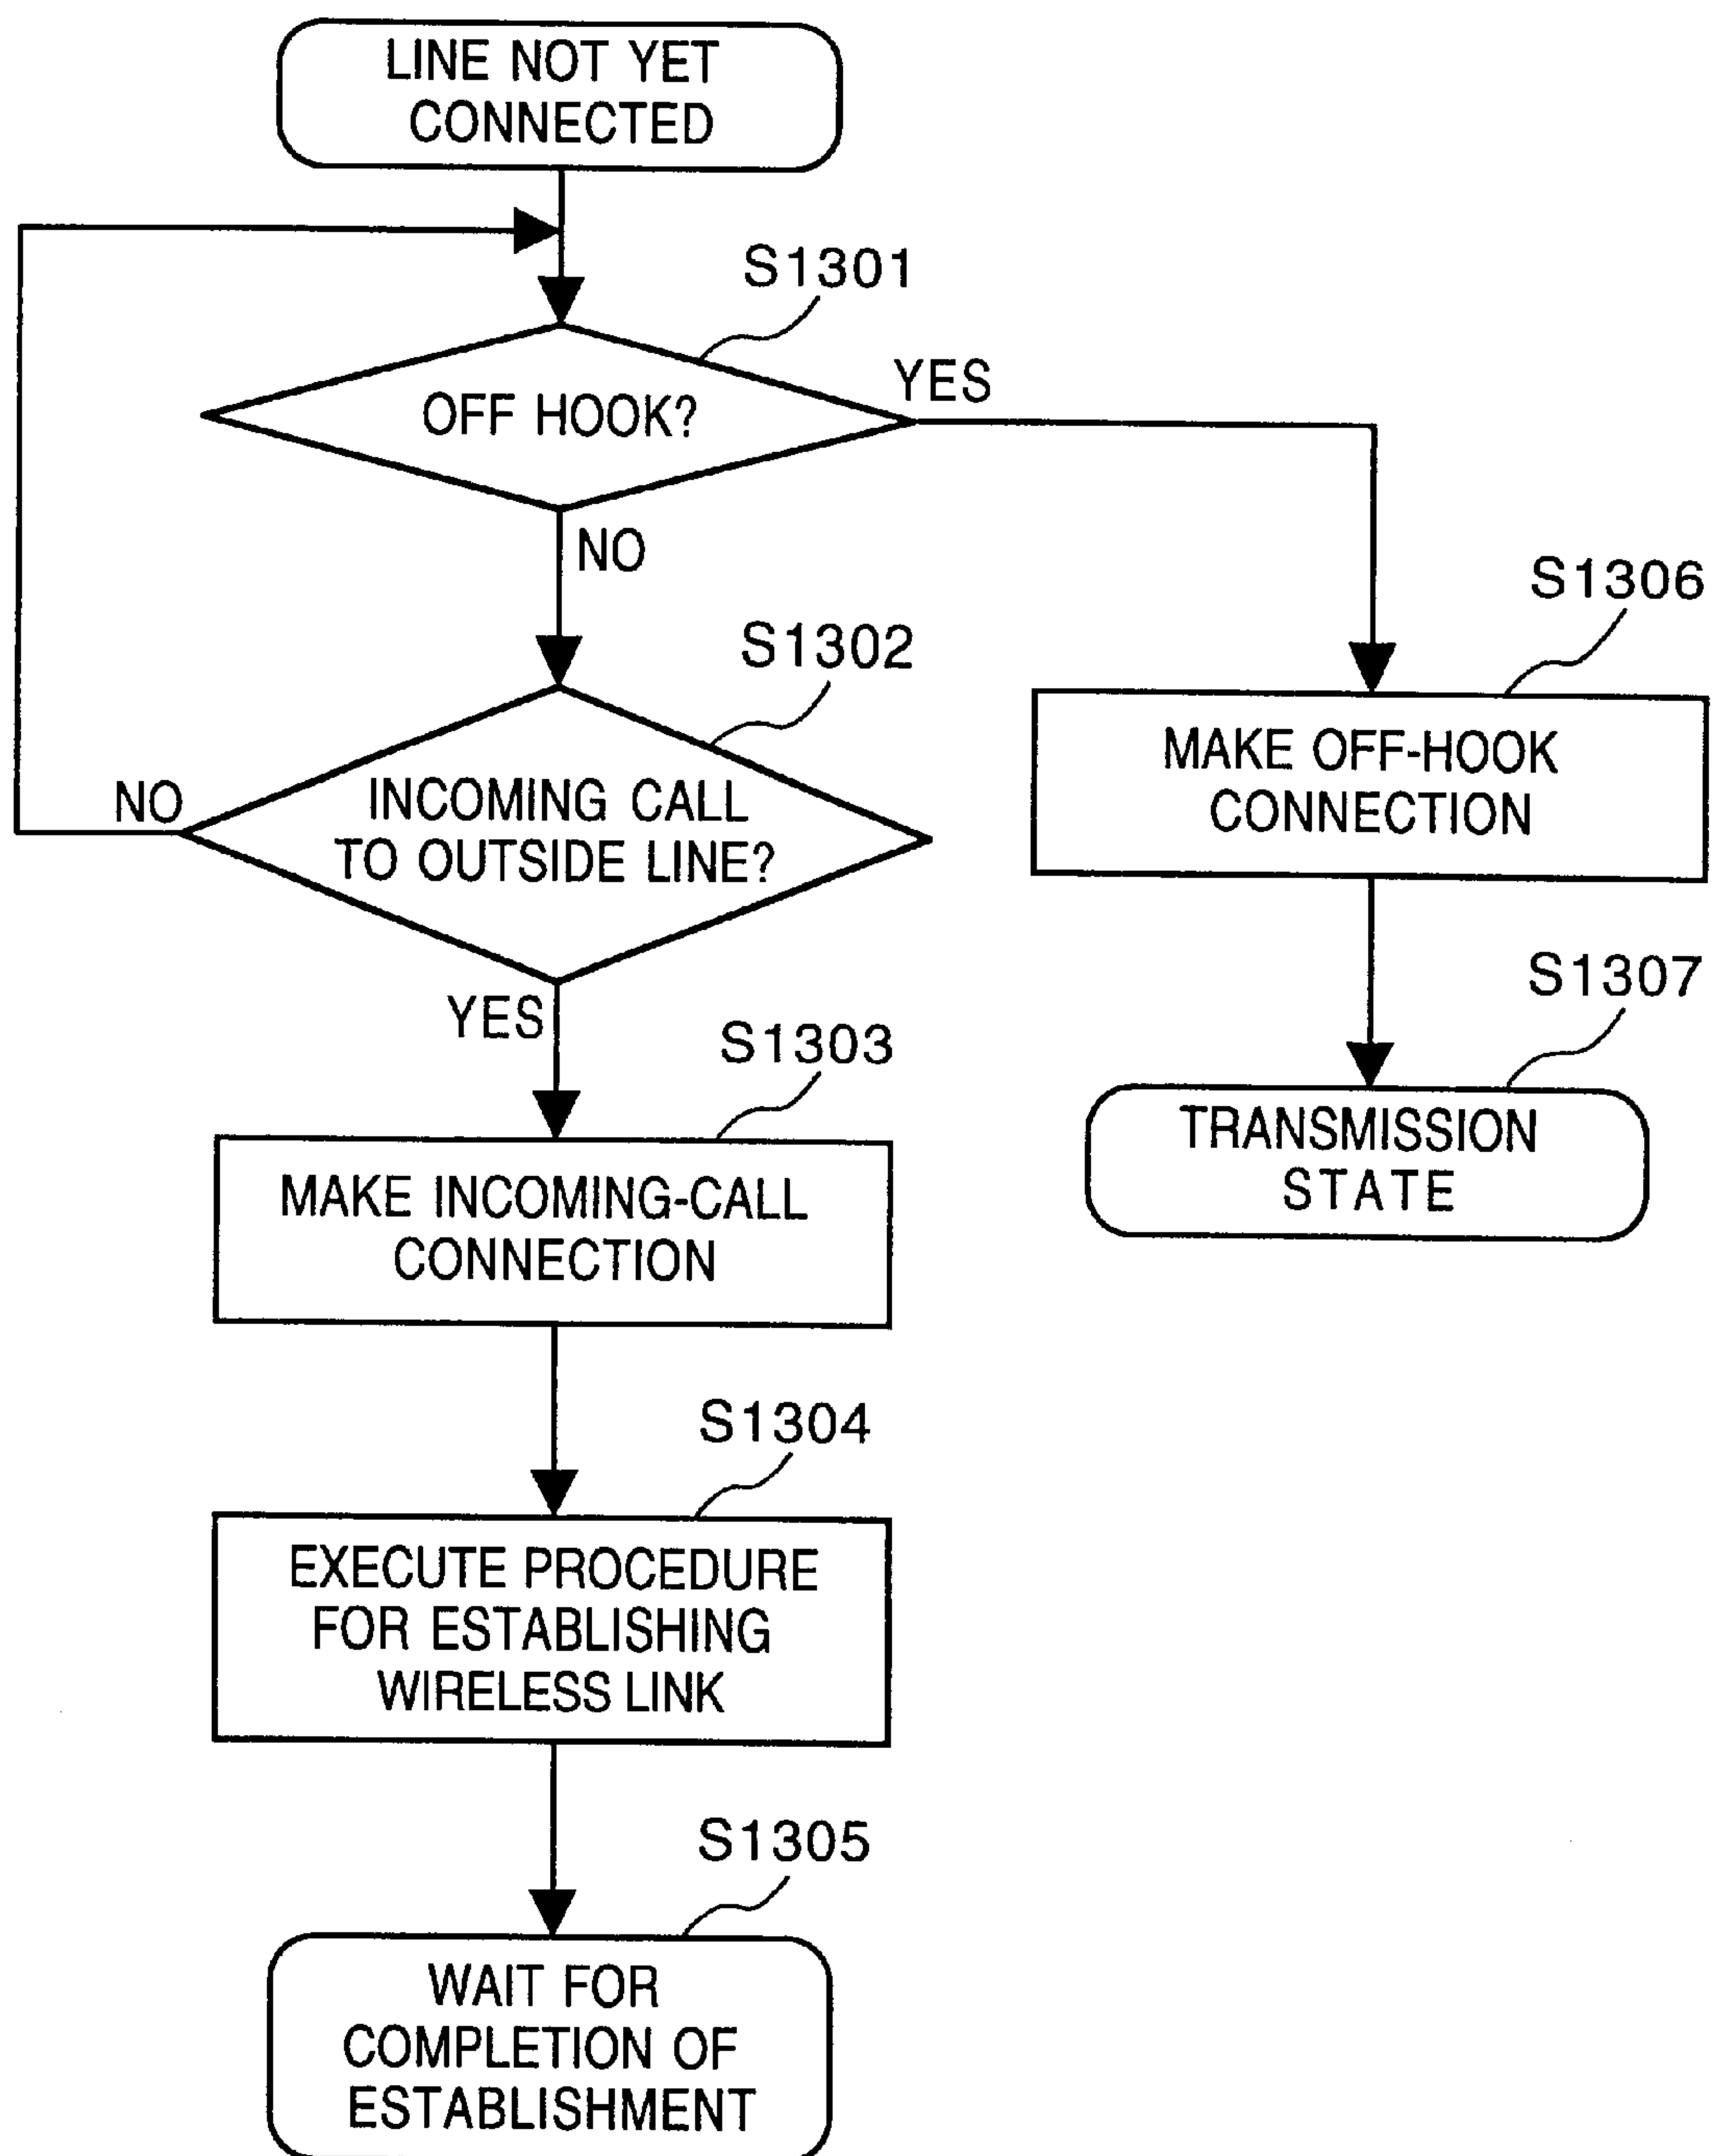 LINE NOT YET
CONNECTED
S1301
OFF HOOK?
YES
NO
S1302
INCOMING CALL
TO OUTSIDE LINE?
NO
YES
S1303
MAKE INCOMING-CALL
CONNECTION
S1304
EXECUTE PROCEDURE
FOR ESTABLISHING
WIRELESS LINK
S1305
WAIT FOR
COMPLETION OF
ESTABLISHMENT
S1306
MAKE OFF-HOOK
CONNECTION
S1307
TRANSMISSION
STATE